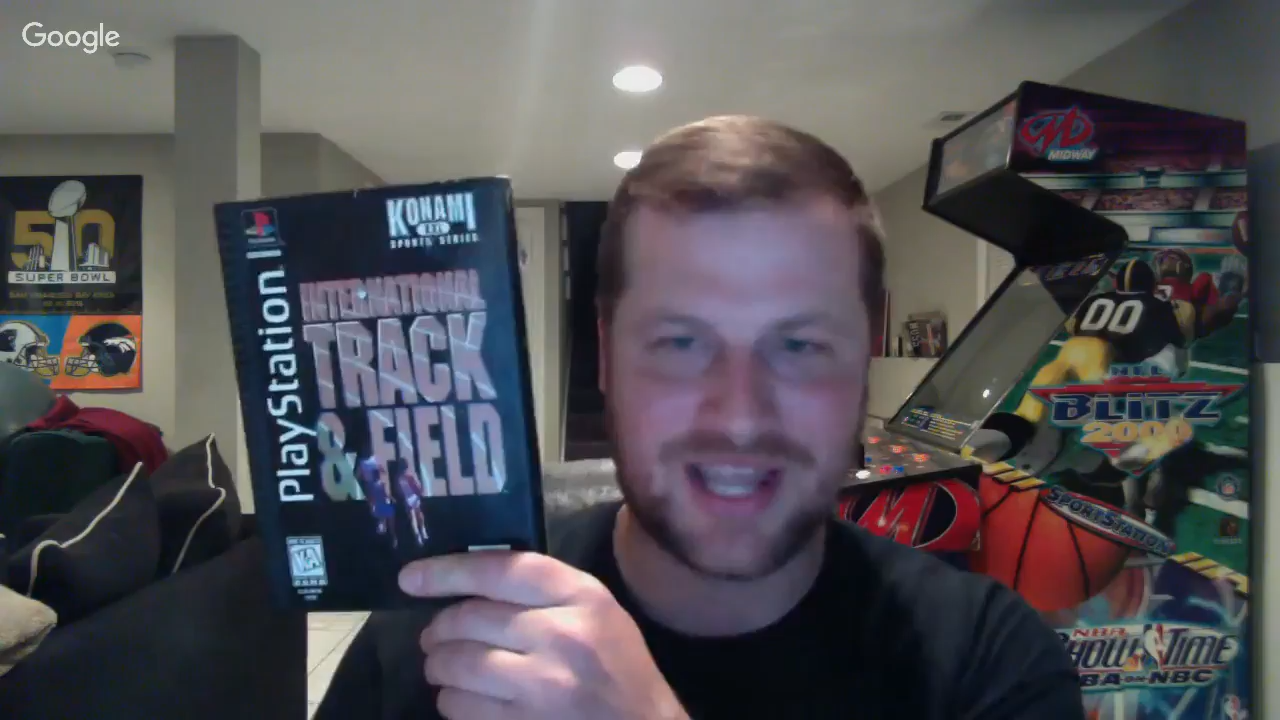 Google
50
SUPER BOWL
KONAMI
XXL
SPORTS SERIES
PlayStation
INTERNATIONAL
TRACK
& FIELD
KA
MIDWAY
00
NFL
BLITZ
2000
SPORTSTATION
NBA
SHOWTIME
NBA ON NBC